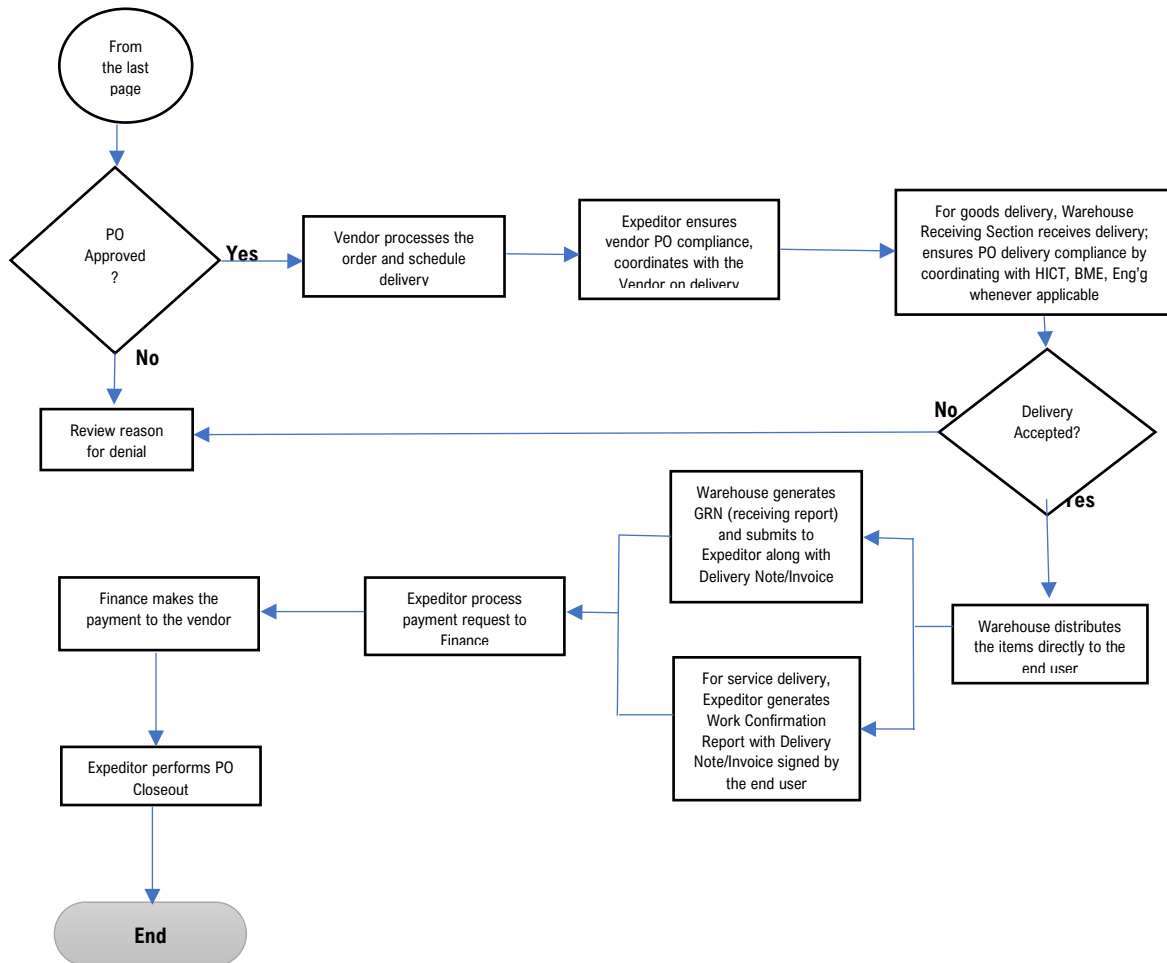 From
the last
page
PO
Approved
?
Yes
No
Vendor processes the
order and schedule
delivery
Expeditor ensures
vendor PO compliance,
coordinates with the
Vendor on delivery
For goods delivery, Warehouse
Receiving Section receives delivery;
ensures PO delivery compliance by
coordinating with HICT, BME, Eng'g
whenever applicable
Review reason
for denial
No
Delivery
Accepted?
Yes
Warehouse generates
GRN (receiving report)
and submits to
Expeditor along with
Delivery Note/Invoice
Finance makes the
payment to the vendor
Expeditor process
payment request to
Finance
Warehouse distributes
the items directly to the
end user
For service delivery,
Expeditor generates
Work Confirmation
Report with Delivery
Note/Invoice signed by
the end user
Expeditor performs PO
Closeout
End